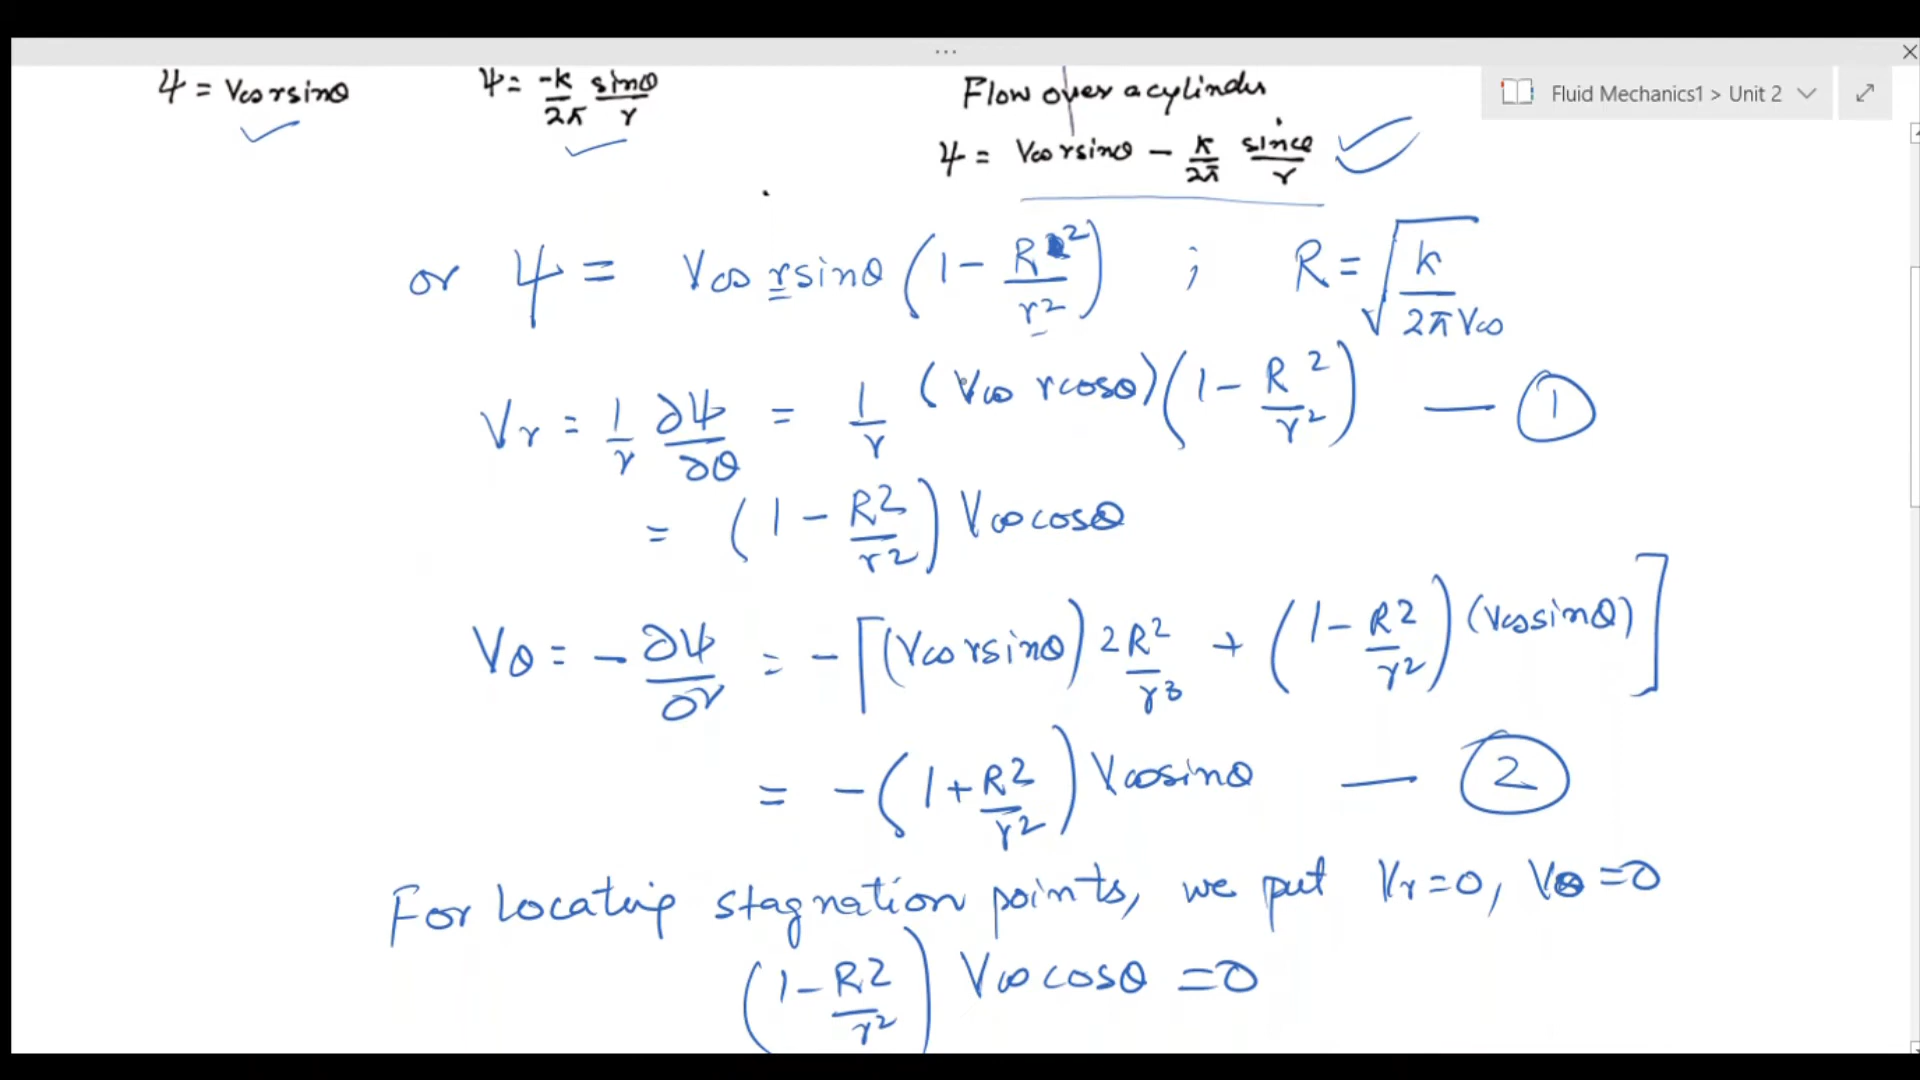 Fluid Mechanics1 > Unit 2
ψ = V∞ r sinθ
ψ = -k/2π sinθ/r
Flow over a cylinder
ψ = V∞ r sinθ - k/2π sinθ/r
or ψ = V∞ r sinθ (1 - R²/r²) ; R = √(k/2πV∞)
Vr = 1/r ∂ψ/∂θ = 1/r (V∞ r cosθ)(1 - R²/r²) — ①
= (1 - R²/r²) V∞ cosθ
Vθ = - ∂ψ/∂r = - [(V∞ r sinθ) 2R²/r³ + (1 - R²/r²)(V∞ sinθ)]
= - (1 + R²/r²) V∞ sinθ — ②
For Locating stagnation points, we put Vr = 0, Vθ = 0
(1 - R²/r²) V∞ cosθ = 0